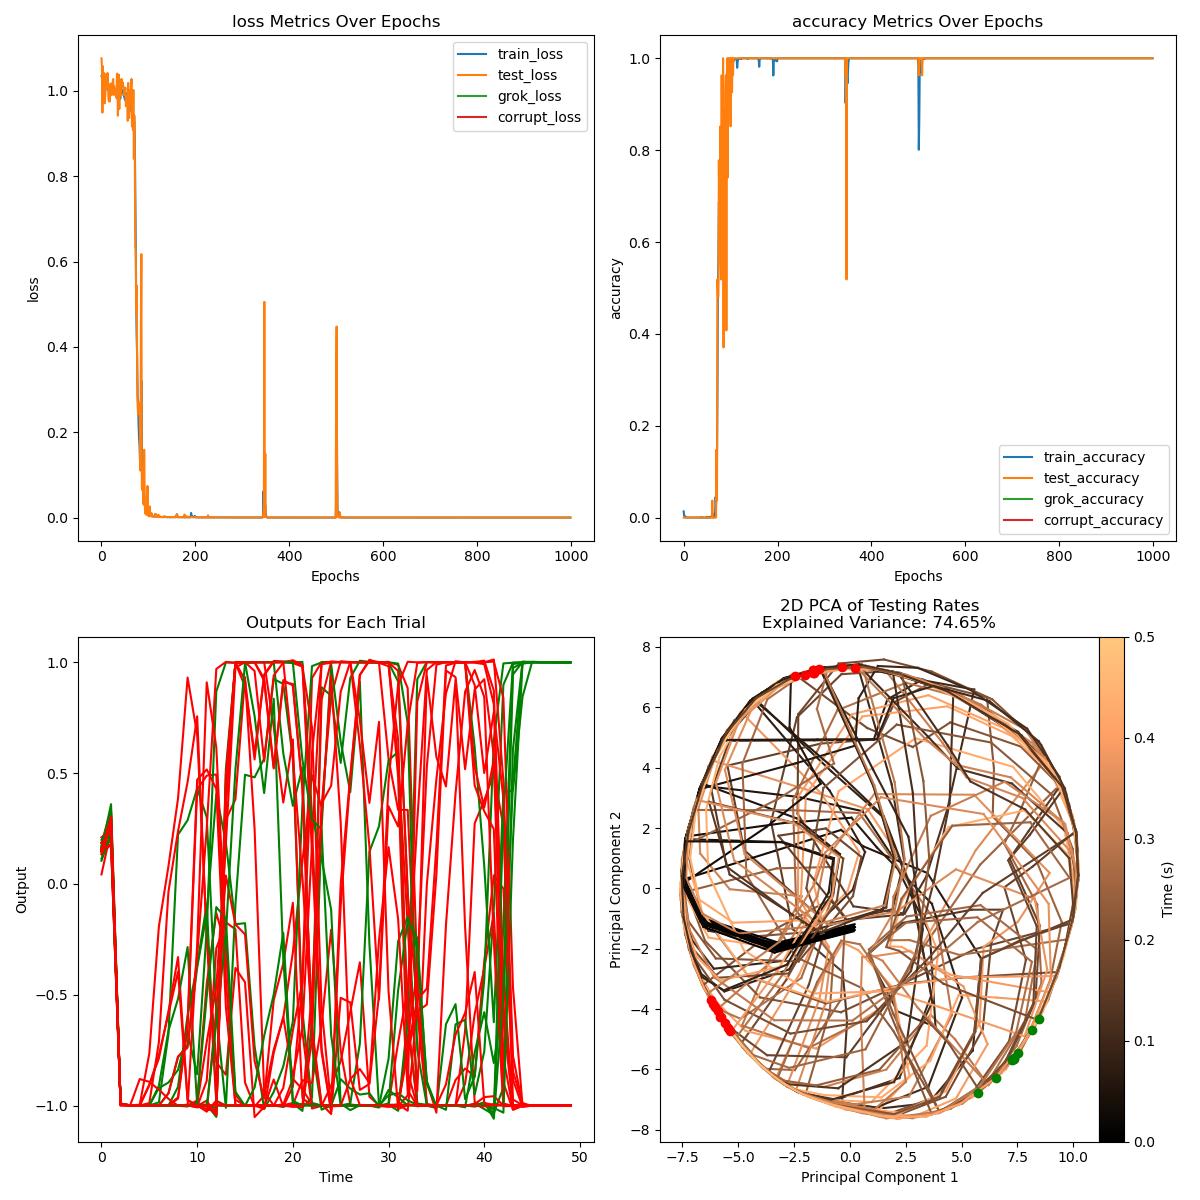 loss Metrics Over Epochs
1.0
0.8
0.6
0.4
0.2
0.0
loss
0
200
400
600
800
1000
Epochs
train_loss
test_loss
grok_loss
corrupt_loss
accuracy Metrics Over Epochs
1.0
0.8
0.6
0.4
0.2
0.0
accuracy
0
200
400
600
800
1000
Epochs
train_accuracy
test_accuracy
grok_accuracy
corrupt_accuracy
Outputs for Each Trial
1.0
0.5
0.0
−0.5
−1.0
Output
0
10
20
30
40
50
Time
2D PCA of Testing Rates
Explained Variance: 74.65%
8
6
4
2
0
−2
−4
−6
−8
Principal Component 2
−7.5
−5.0
−2.5
0.0
2.5
5.0
7.5
10.0
Principal Component 1
0.5
0.4
0.3
0.2
0.1
0.0
Time (s)